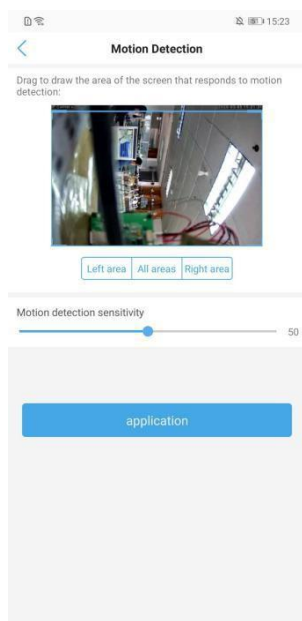 15:23
Motion Detection
Drag to draw the area of the screen that responds to motion
detection:
Left area All areas Right area
Motion detection sensitivity
50
application